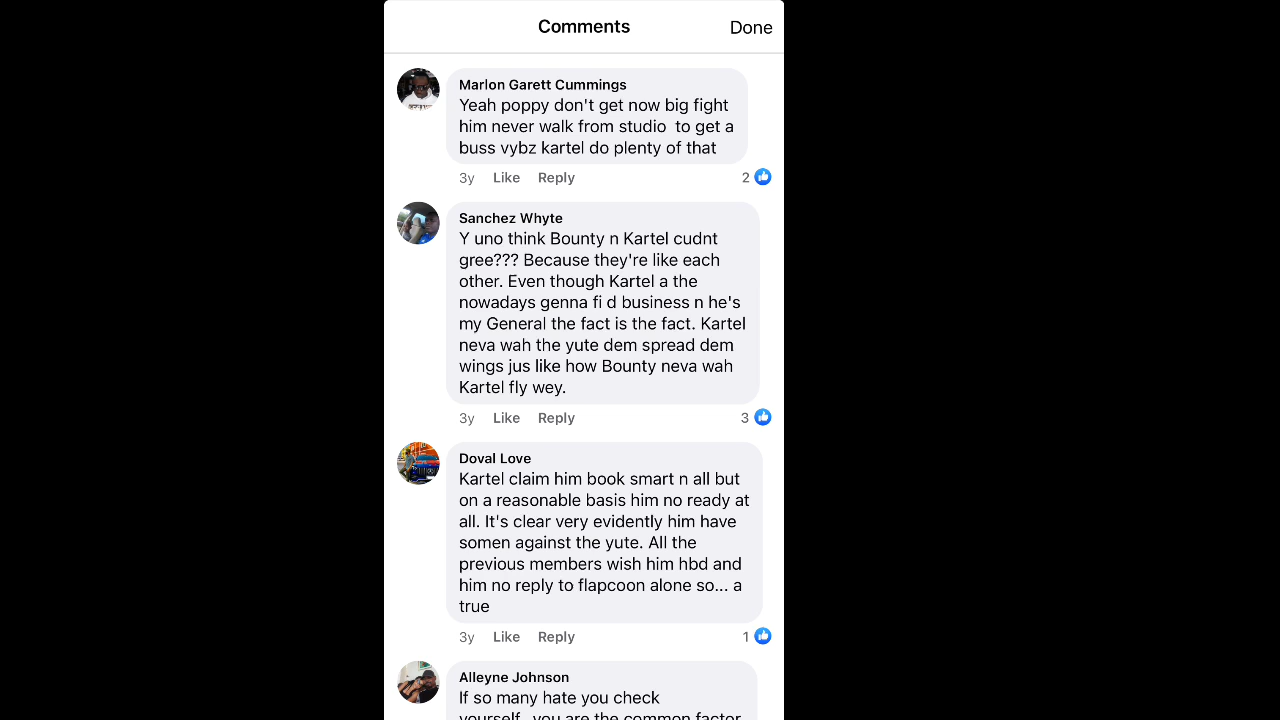 Comments
Done
Marlon Garett Cummings
Yeah poppy don't get now big fight
him never walk from studio  to get a
buss vybz kartel do plenty of that
3y Like Reply 2
Sanchez Whyte
Y uno think Bounty n Kartel cudnt
gree??? Because they're like each
other. Even though Kartel a the
nowadays genna fi d business n he's
my General the fact is the fact. Kartel
neva wah the yute dem spread dem
wings jus like how Bounty neva wah
Kartel fly wey.
3y Like Reply 3
Doval Love
Kartel claim him book smart n all but
on a reasonable basis him no ready at
all. It's clear very evidently him have
somen against the yute. All the
previous members wish him hbd and
him no reply to flapcoon alone so... a
true
3y Like Reply 1
Alleyne Johnson
If so many hate you check
yourself.. you are the common factor